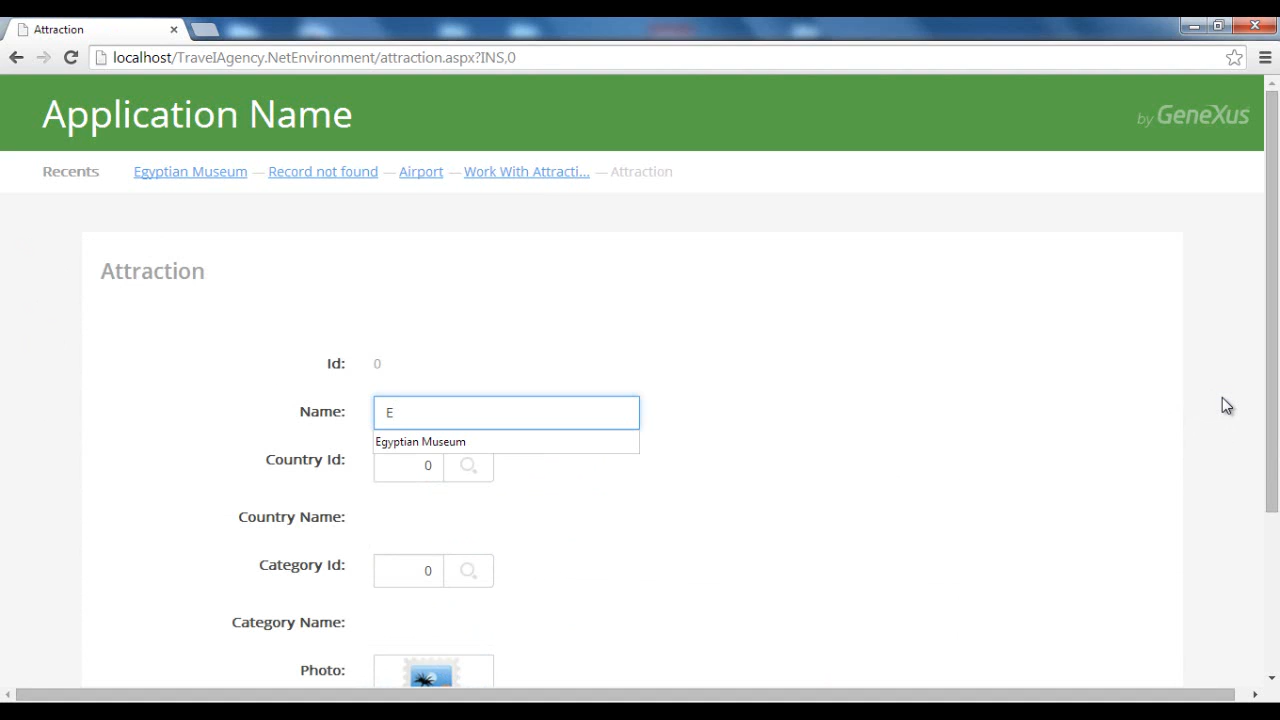 Attraction
localhost/TravelAgency.NetEnvironment/attraction.aspx?INS,0
Application Name
by GeneXus
Recents Egyptian Museum — Record not found — Airport — Work With Attracti... — Attraction
Attraction
Id: 0
Name: E
Egyptian Museum
Country Id: 0
Country Name:
Category Id: 0
Category Name:
Photo: